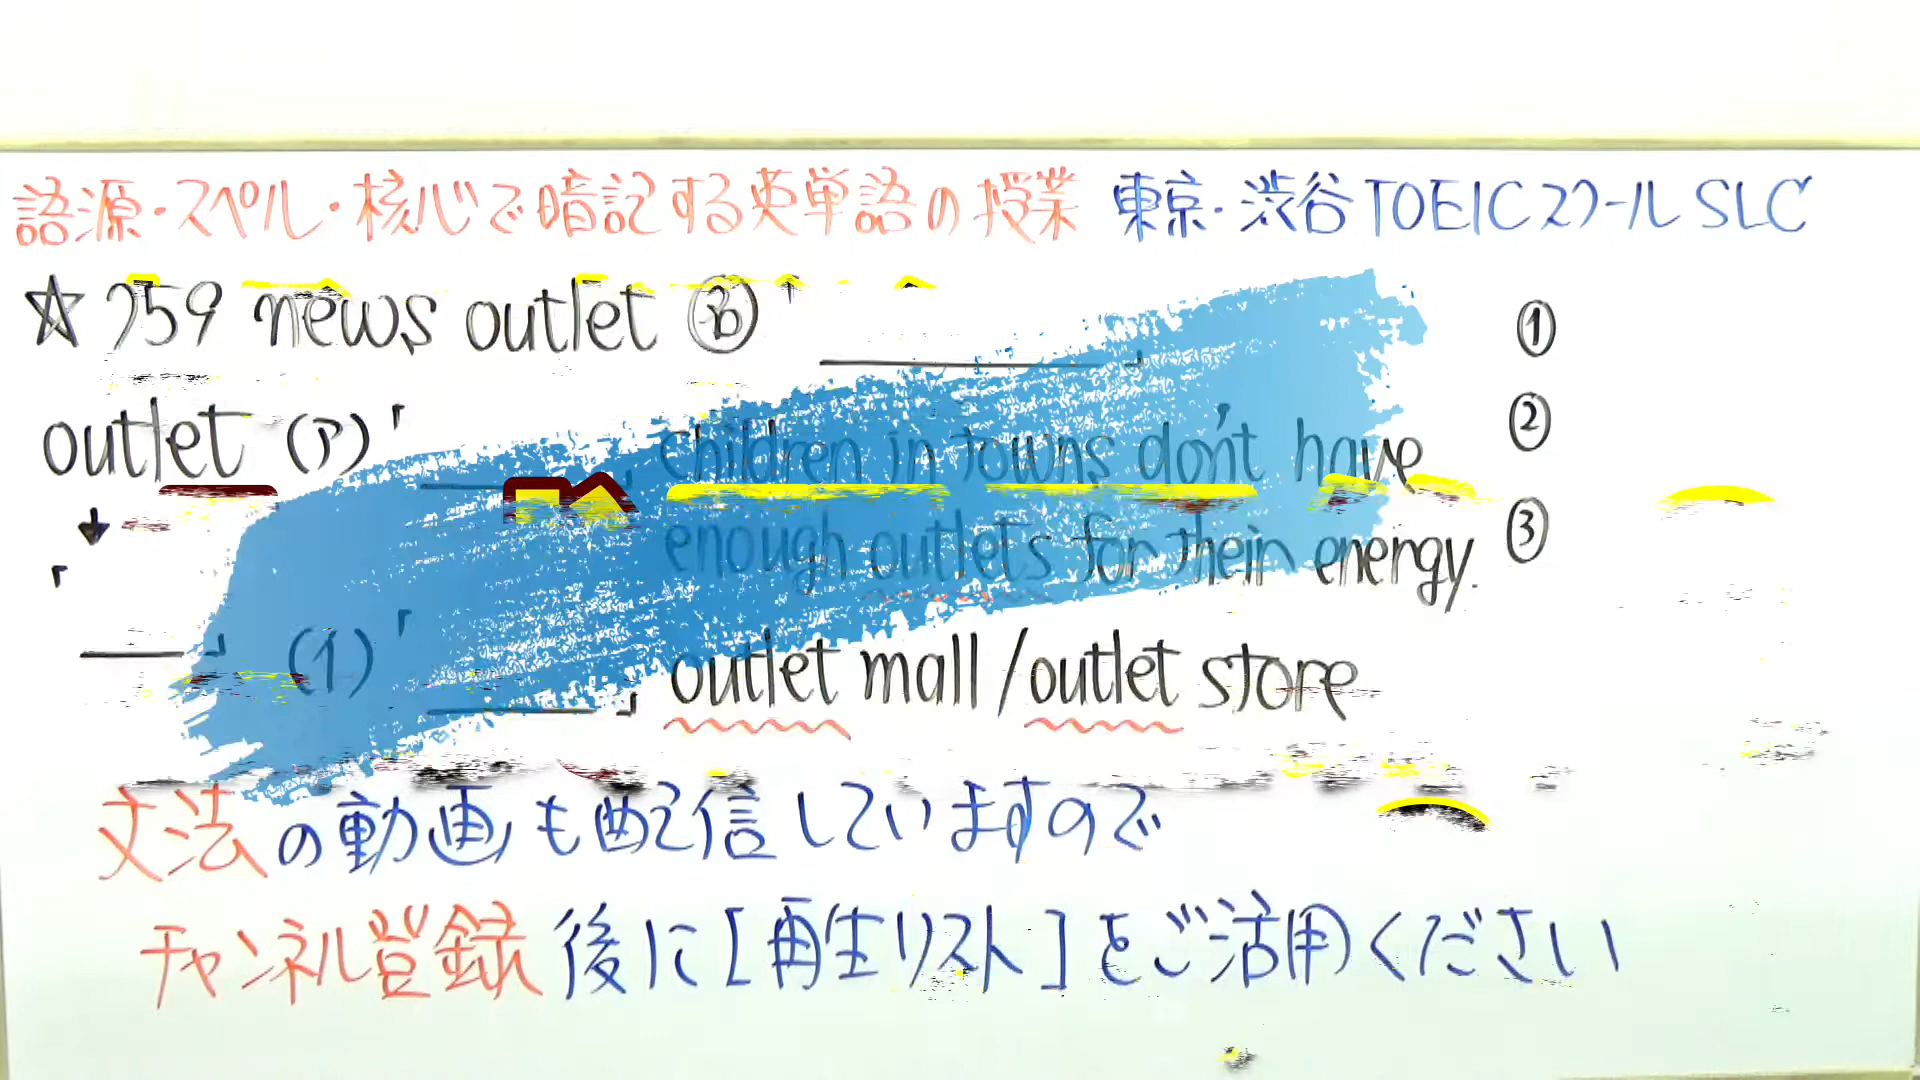 語源・スペル・核心で暗記する英単語の授業 東京・渋谷TOEICスクールSLC
☆259 news outlet ③ 「 」 ①
outlet (P)「 」 children in towns don't have ②
↓ enough outlets for their energy. ③
「 」 (1)「 」 outlet mall/outlet store
文法の動画も配信していますので
チャンネル登録後に[再生リスト]をご活用ください